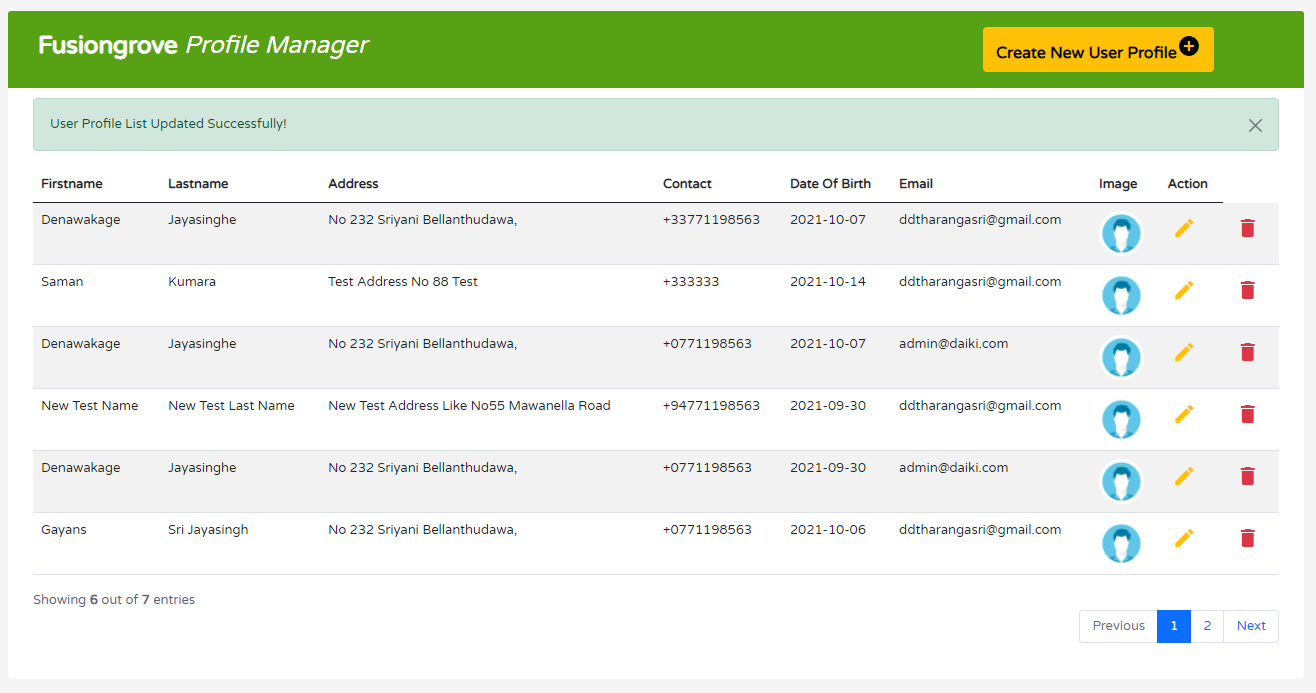 Fusiongrove Profile Manager
Create New User Profile
User Profile List Updated Successfully!
Firstname Lastname Address Contact Date Of Birth Email Image Action
Denawakage Jayasinghe No 232 Sriyani Bellanthudawa, +33771198563 2021-10-07 ddtharangasri@gmail.com
Saman Kumara Test Address No 88 Test +333333 2021-10-14 ddtharangasri@gmail.com
Denawakage Jayasinghe No 232 Sriyani Bellanthudawa, +0771198563 2021-10-07 admin@daiki.com
New Test Name New Test Last Name New Test Address Like No55 Mawanella Road +94771198563 2021-09-30 ddtharangasri@gmail.com
Denawakage Jayasinghe No 232 Sriyani Bellanthudawa, +0771198563 2021-09-30 admin@daiki.com
Gayans Sri Jayasingh No 232 Sriyani Bellanthudawa, +0771198563 2021-10-06 ddtharangasri@gmail.com
Showing 6 out of 7 entries
Previous 1 2 Next